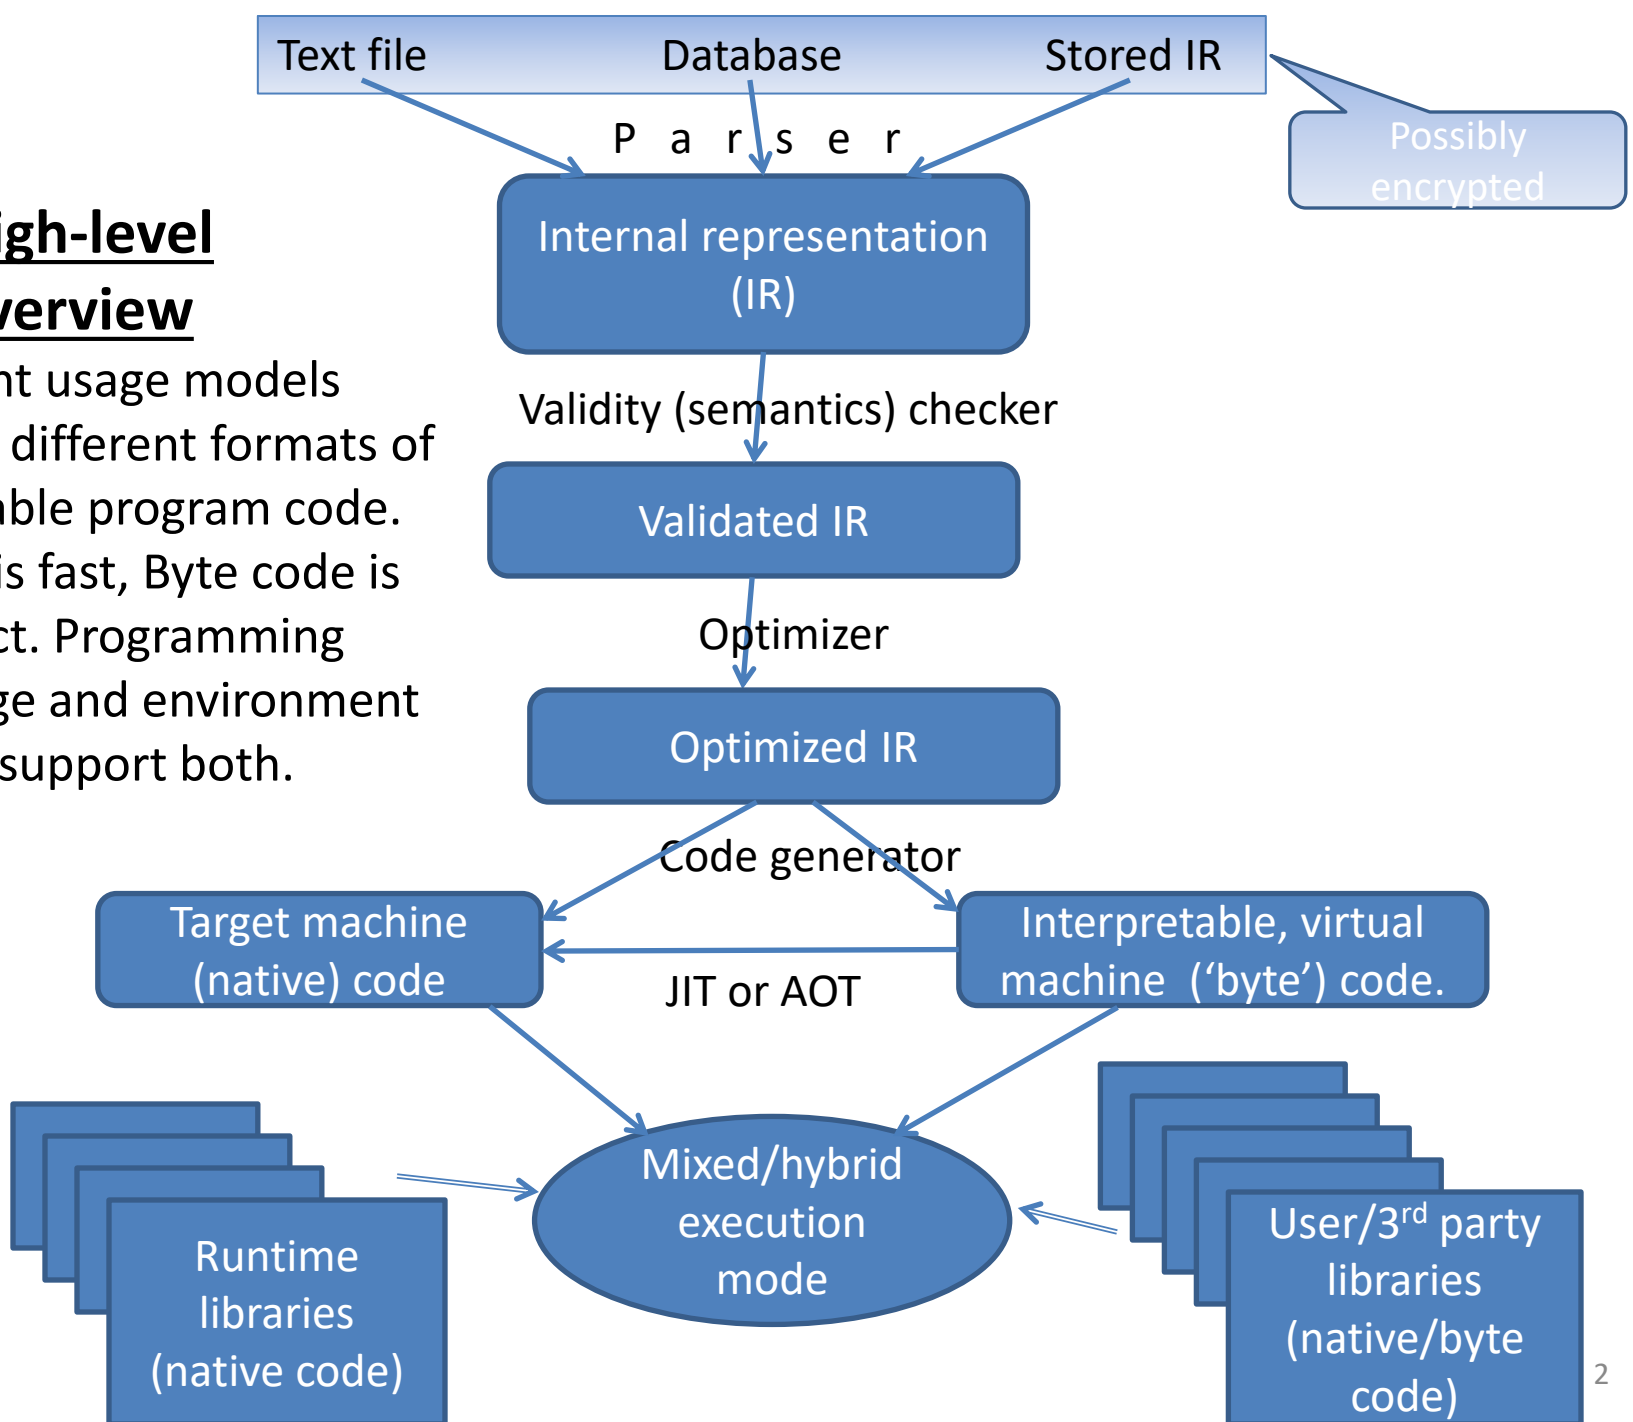 Text file Database Stored IR
Possibly
encrypted
P a r s e r
Internal representation
(IR)
igh-level
verview
nt usage models
different formats of
able program code.
is fast, Byte code is
ct. Programming
ge and environment
support both.
Validity (semantics) checker
Validated IR
Optimizer
Optimized IR
Code generator
Target machine
(native) code
Interpretable, virtual
machine (‘byte’) code.
JIT or AOT
Mixed/hybrid
execution
mode
Runtime
libraries
(native code)
User/3rd party
libraries
(native/byte
code)
2